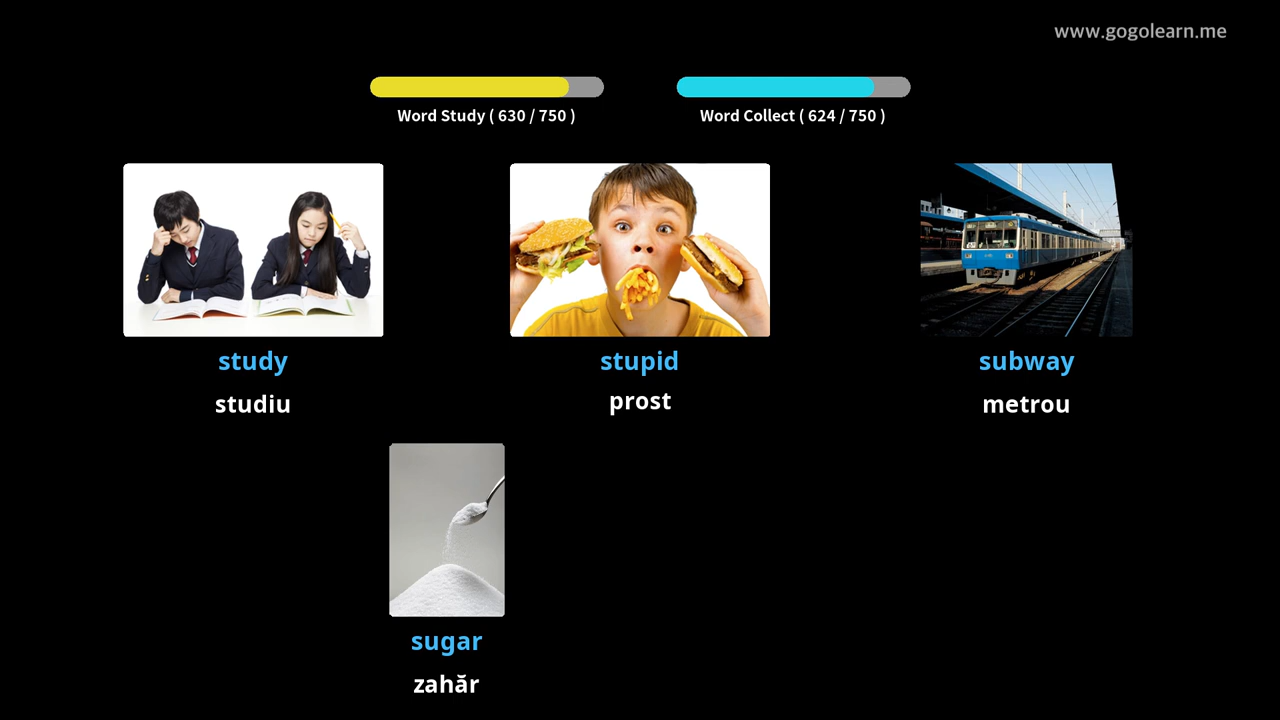 www.gogolearn.me
Word Study ( 630 / 750 )
Word Collect ( 624 / 750 )
study
studiu
stupid
prost
subway
metrou
sugar
zahăr